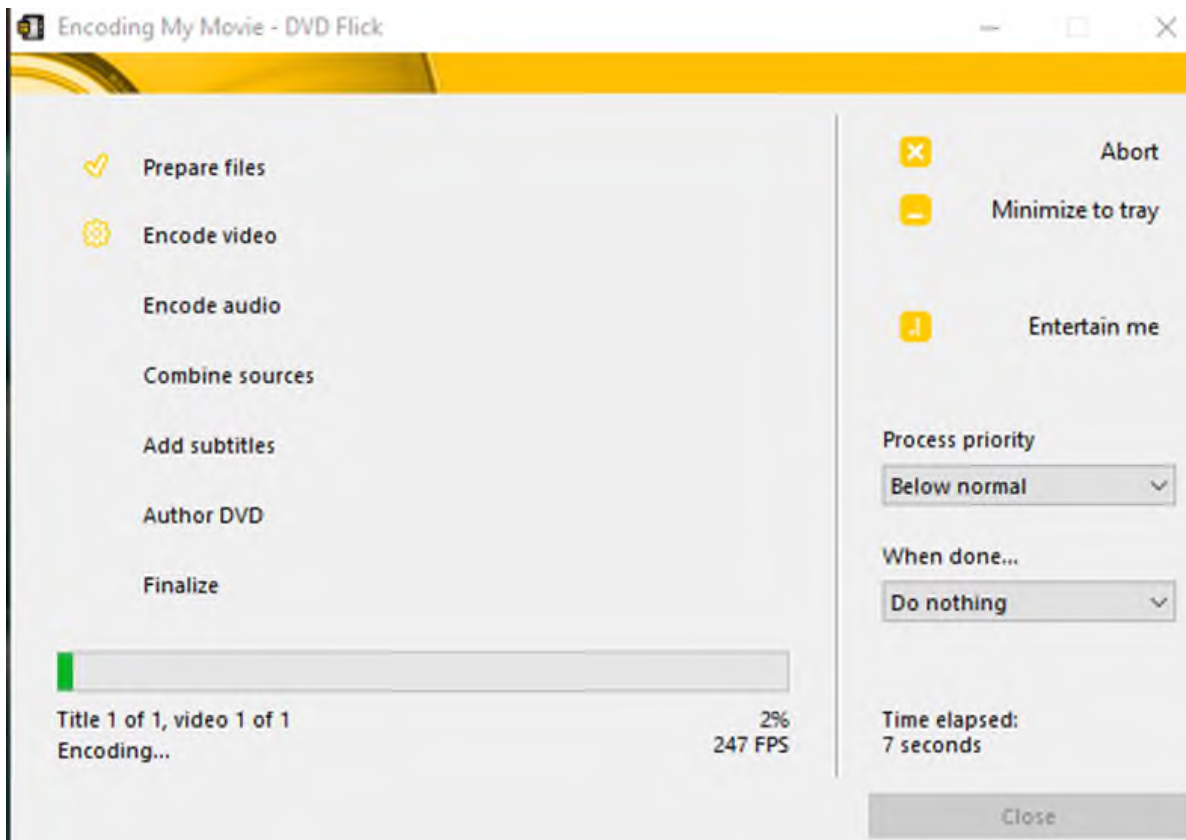 Encoding My Movie - DVD Flick
Prepare files
Encode video
Encode audio
Combine sources
Add subtitles
Author DVD
Finalize
Title 1 of 1, video 1 of 1
2%
Encoding...
247 FPS
Abort
Minimize to tray
Entertain me
Process priority
Below normal
When done...
Do nothing
Time elapsed:
7 seconds
Close